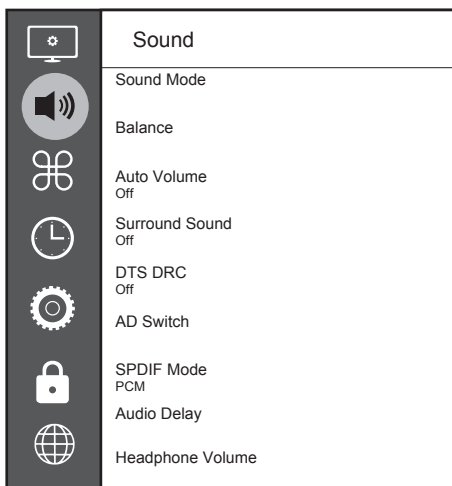 Sound
Sound Mode
Balance
Auto Volume
Off
Surround Sound
Off
DTS DRC
Off
AD Switch
SPDIF Mode
PCM
Audio Delay
Headphone Volume